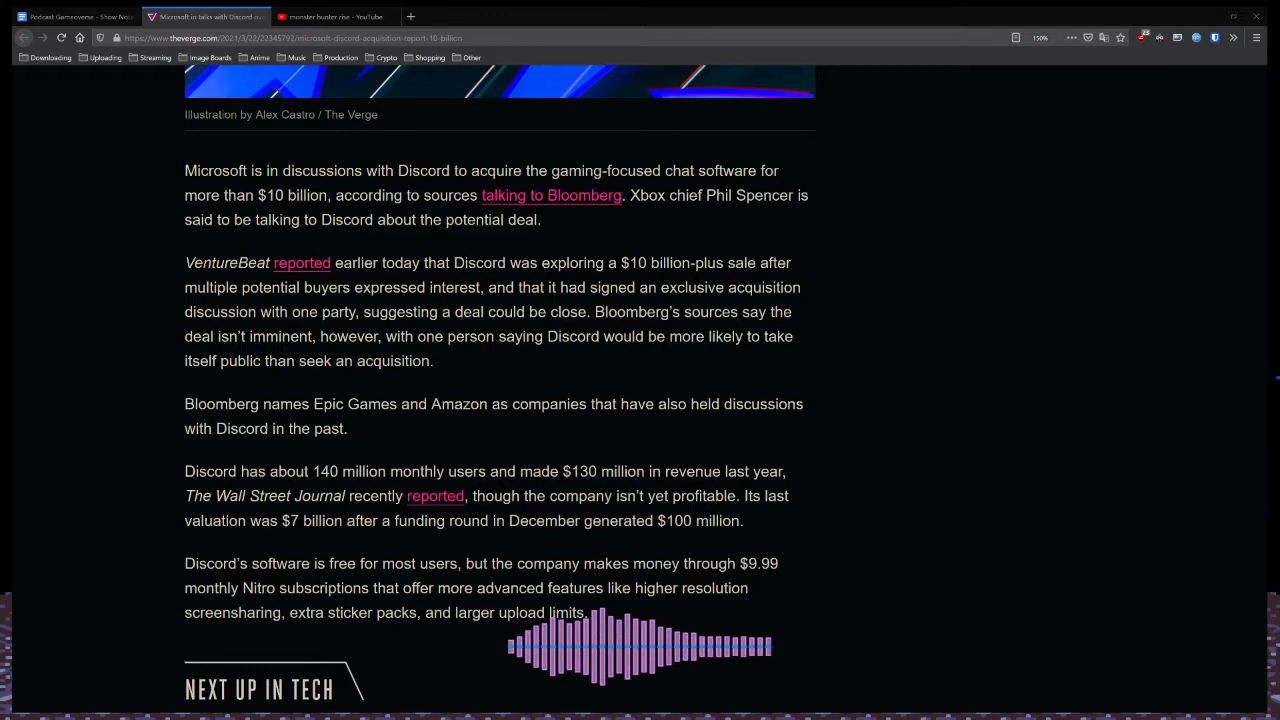 Podcast Gameoverse - Show Note
Microsoft in talks with Discord ove
monster hunter rise - YouTube
https://www.theverge.com/2021/3/22/22345792/microsoft-discord-acquisition-report-10-billion
150%
23
Downloading
Uploading
Streaming
Image Boards
Anime
Music
Production
Crypto
Shopping
Other
Illustration by Alex Castro / The Verge
Microsoft is in discussions with Discord to acquire the gaming-focused chat software for
more than $10 billion, according to sources talking to Bloomberg. Xbox chief Phil Spencer is
said to be talking to Discord about the potential deal.
VentureBeat reported earlier today that Discord was exploring a $10 billion-plus sale after
multiple potential buyers expressed interest, and that it had signed an exclusive acquisition
discussion with one party, suggesting a deal could be close. Bloomberg’s sources say the
deal isn’t imminent, however, with one person saying Discord would be more likely to take
itself public than seek an acquisition.
Bloomberg names Epic Games and Amazon as companies that have also held discussions
with Discord in the past.
Discord has about 140 million monthly users and made $130 million in revenue last year,
The Wall Street Journal recently reported, though the company isn’t yet profitable. Its last
valuation was $7 billion after a funding round in December generated $100 million.
Discord’s software is free for most users, but the company makes money through $9.99
monthly Nitro subscriptions that offer more advanced features like higher resolution
screensharing, extra sticker packs, and larger upload limits.
NEXT UP IN TECH